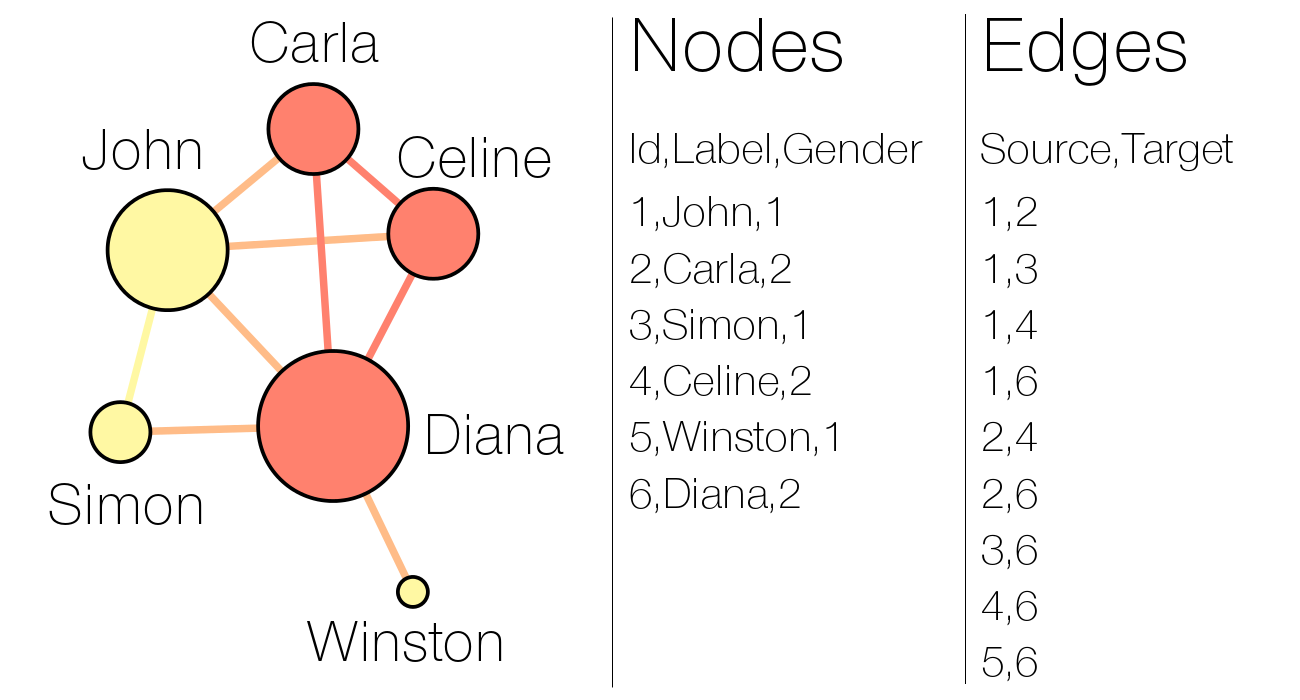 Carla
John
Celine
Diana
Simon
Winston
Nodes
Id,Label,Gender
1,John,1
2,Carla,2
3,Simon,1
4,Celine,2
5,Winston,1
6,Diana,2
Edges
Source,Target
1,2
1,3
1,4
1,6
2,4
2,6
3,6
4,6
5,6